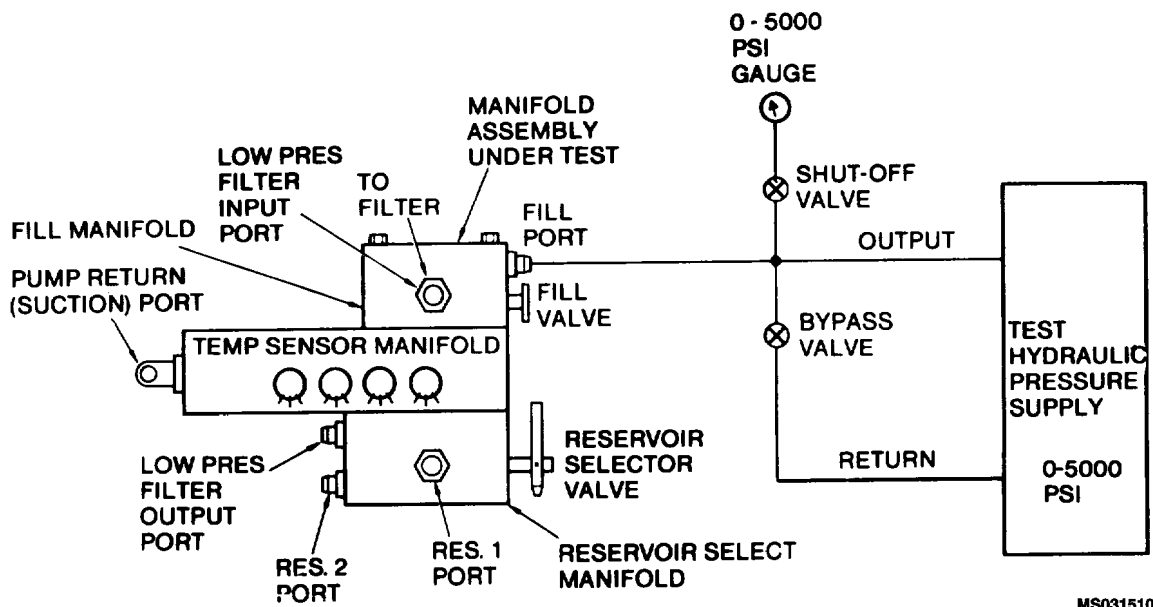 0 - 5000
PSI
GAUGE
MANIFOLD
ASSEMBLY
UNDER TEST
LOW PRES
FILTER
INPUT
PORT
TO
FILTER
SHUT-OFF
VALVE
FILL MANIFOLD
FILL
PORT
OUTPUT
PUMP RETURN
(SUCTION) PORT
FILL
VALVE
BYPASS
VALVE
TEMP SENSOR MANIFOLD
TEST
HYDRAULIC
PRESSURE
SUPPLY
0-5000
PSI
RESERVOIR
SELECTOR
VALVE
RETURN
LOW PRES
FILTER
OUTPUT
PORT
RES. 2
PORT
RES. 1
PORT
RESERVOIR SELECT
MANIFOLD
MS031510